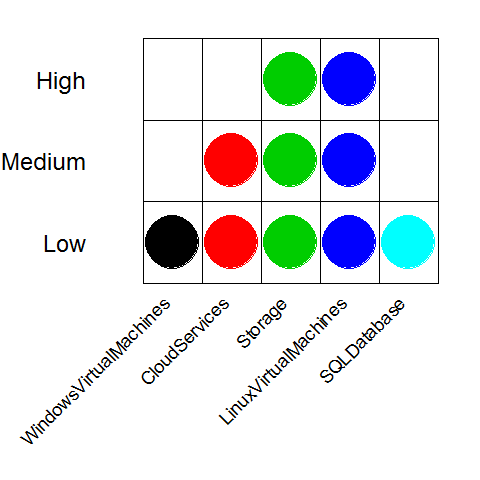 High
Medium
Low
WindowsVirtualMachines
CloudServices
Storage
LinuxVirtualMachines
SQLDatabase